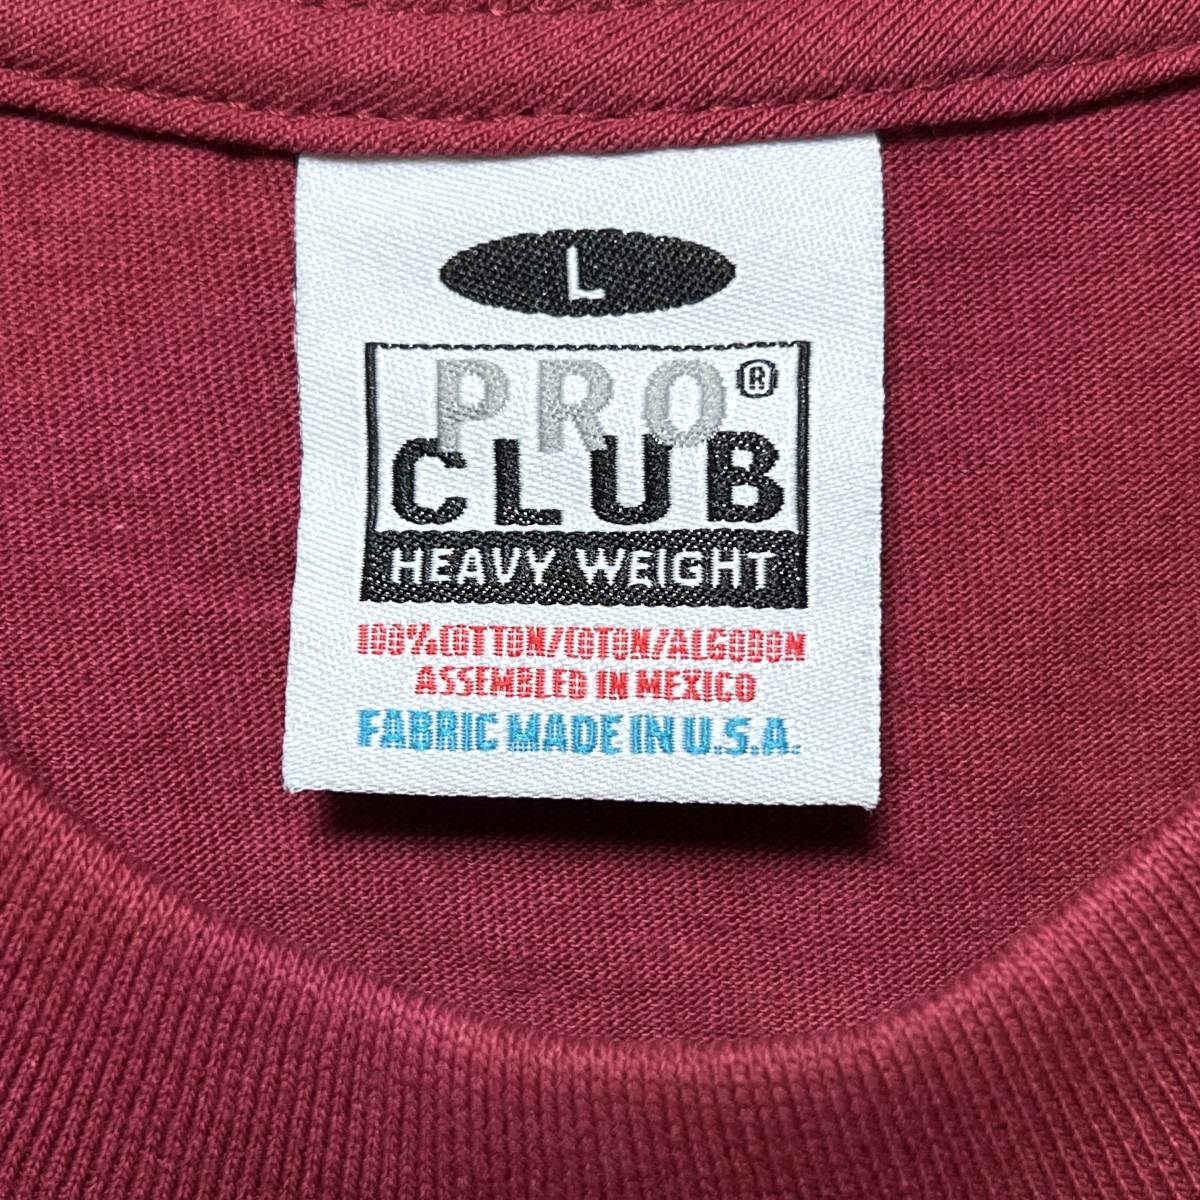 L
PRO®
CLUB
HEAVY WEIGHT
100%COTTON/COTON/ALGODON
ASSEMBLED IN MEXICO
FABRIC MADE IN U.S.A.